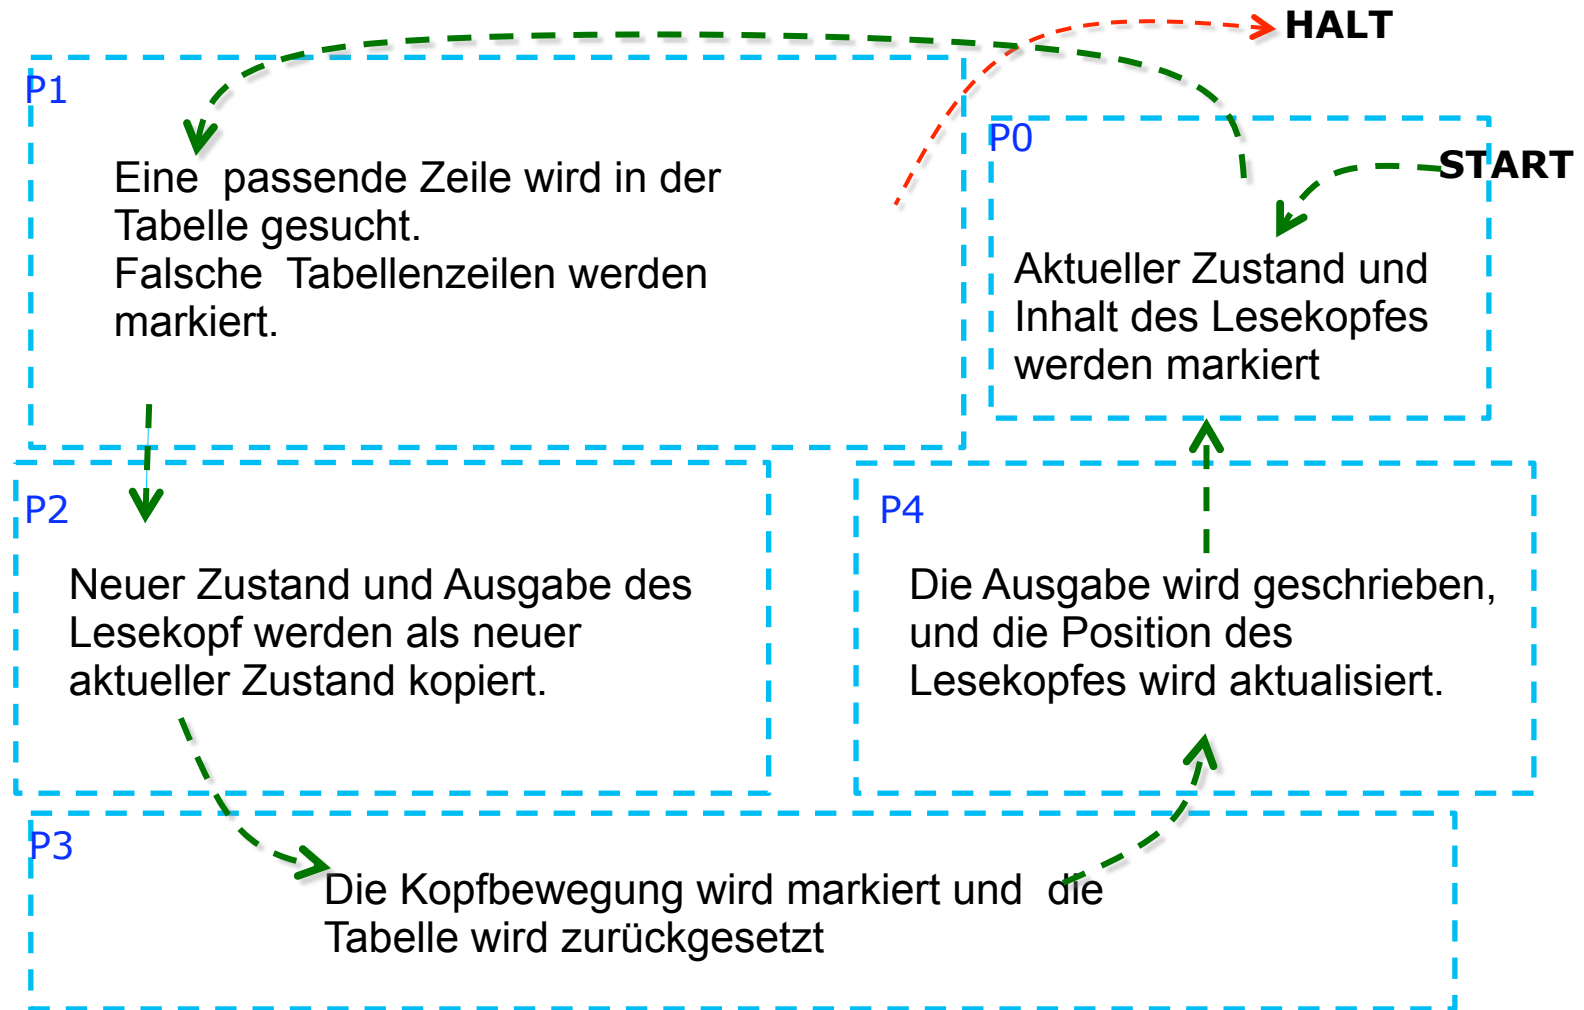 HALT
P1
P0
START
Eine  passende Zeile wird in der
Tabelle gesucht.
Falsche  Tabellenzeilen werden
markiert.
Aktueller Zustand und
Inhalt des Lesekopfes
werden markiert
P2
Neuer Zustand und Ausgabe des
Lesekopf werden als neuer
aktueller Zustand kopiert.
P4
Die Ausgabe wird geschrieben,
und die Position des
Lesekopfes wird aktualisiert.
P3
Die Kopfbewegung wird markiert und  die
Tabelle wird zurückgesetzt